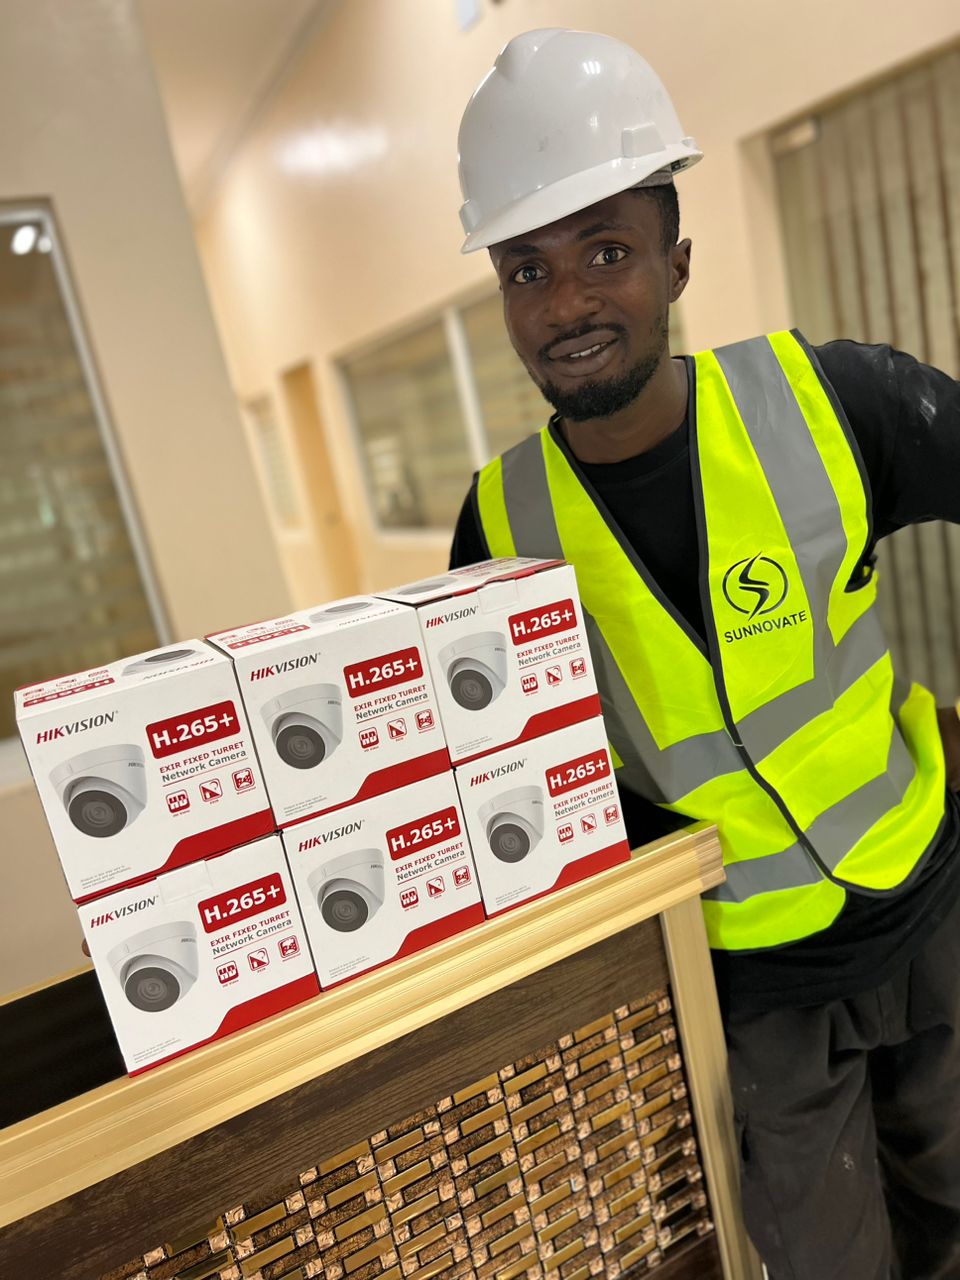 HIKVISION®
H.265+
EXIR FIXED TURRET
Network Camera
HIKVISION®
H.265+
EXIR FIXED TURRET
Network Camera
HIKVISION®
H.265+
EXIR FIXED TURRET
Network Camera
HIKVISION®
H.265+
EXIR FIXED TURRET
Network Camera
HIKVISION®
H.265+
EXIR FIXED TURRET
Network Camera
HIKVISION®
H.265+
EXIR FIXED TURRET
Network Camera
SUNNOVATE